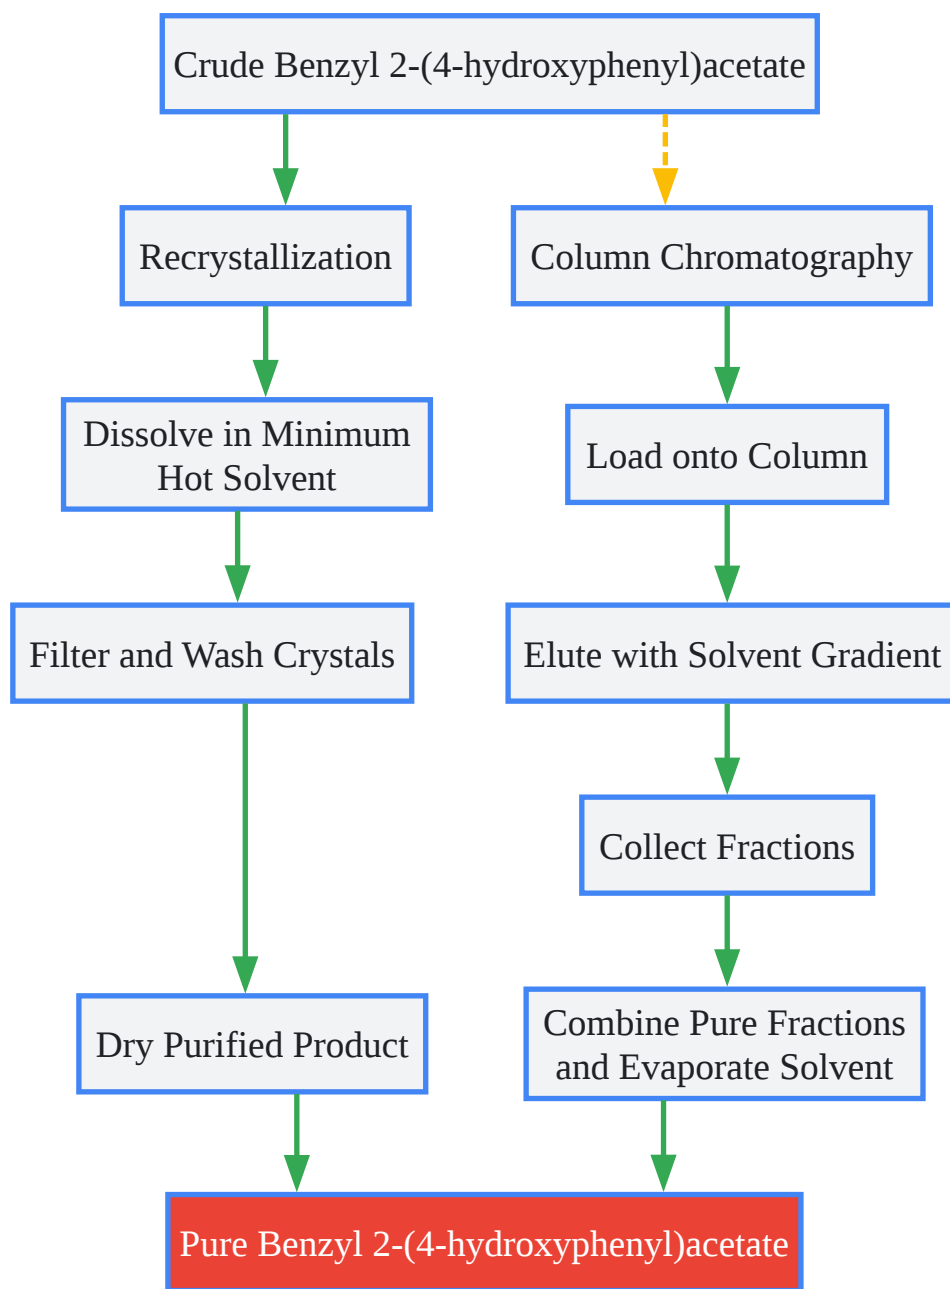 Crude Benzyl 2-(4-hydroxyphenyl)acetate
Recrystallization
Column Chromatography
Dissolve in Minimum
Hot Solvent
Load onto Column
Filter and Wash Crystals
Elute with Solvent Gradient
Collect Fractions
Dry Purified Product
Combine Pure Fractions
and Evaporate Solvent
Pure Benzyl 2-(4-hydroxyphenyl)acetate